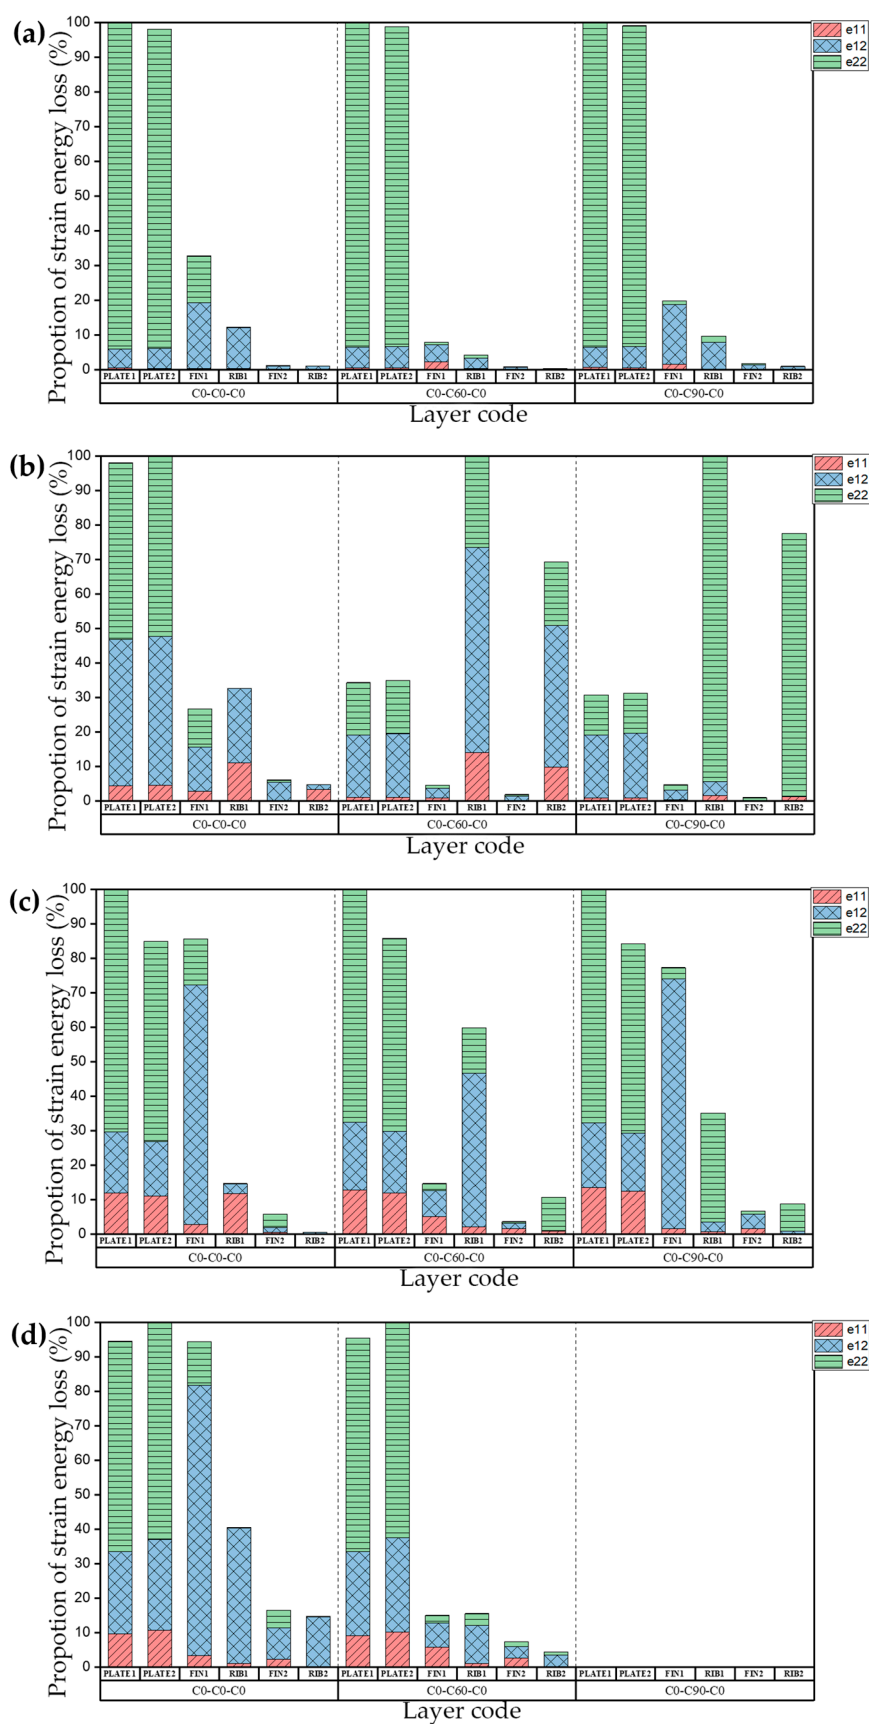 (a)
Propotion of strain energy loss (%)
100
90
80
70
60
50
40
30
20
10
0
e11
e12
e22
PLATE1 PLATE2 FIN1 RIB1 FIN2 RIB2 PLATE1 PLATE2 FIN1 RIB1 FIN2 RIB2 PLATE1 PLATE2 FIN1 RIB1 FIN2 RIB2
C0-C0-C0 C0-C60-C0 C0-C90-C0
Layer code
(b)
Propotion of strain energy loss (%)
100
90
80
70
60
50
40
30
20
10
0
e11
e12
e22
PLATE1 PLATE2 FIN1 RIB1 FIN2 RIB2 PLATE1 PLATE2 FIN1 RIB1 FIN2 RIB2 PLATE1 PLATE2 FIN1 RIB1 FIN2 RIB2
C0-C0-C0 C0-C60-C0 C0-C90-C0
Layer code
(c)
Propotion of strain energy loss (%)
100
90
80
70
60
50
40
30
20
10
0
e11
e12
e22
PLATE1 PLATE2 FIN1 RIB1 FIN2 RIB2 PLATE1 PLATE2 FIN1 RIB1 FIN2 RIB2 PLATE1 PLATE2 FIN1 RIB1 FIN2 RIB2
C0-C0-C0 C0-C60-C0 C0-C90-C0
Layer code
(d)
Propotion of strain energy loss (%)
100
90
80
70
60
50
40
30
20
10
0
e11
e12
e22
PLATE1 PLATE2 FIN1 RIB1 FIN2 RIB2 PLATE1 PLATE2 FIN1 RIB1 FIN2 RIB2 PLATE1 PLATE2 FIN1 RIB1 FIN2 RIB2
C0-C0-C0 C0-C60-C0 C0-C90-C0
Layer code